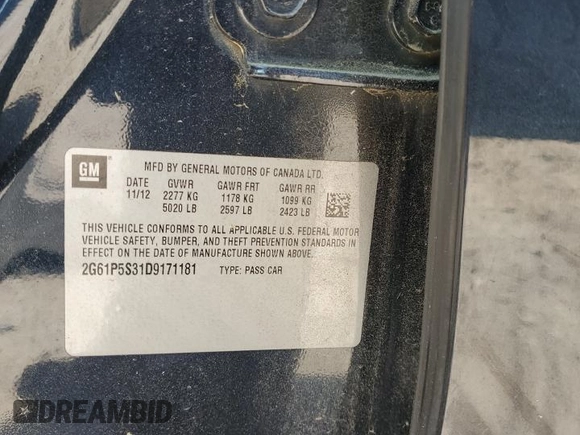 GM
MFD BY GENERAL MOTORS OF CANADA LTD.
DATE GVWR GAWR FRT GAWR RR
11/12 2277 KG 1178 KG 1099 KG
5020 LB 2597 LB 2423 LB
THIS VEHICLE CONFORMS TO ALL APPLICABLE U.S. FEDERAL MOTOR
VEHICLE SAFETY, BUMPER, AND THEFT PREVENTION STANDARDS IN
EFFECT ON THE DATE OF MANUFACTURE SHOWN ABOVE.
2G61P5S31D9171181 TYPE: PASS CAR
DREAMBID